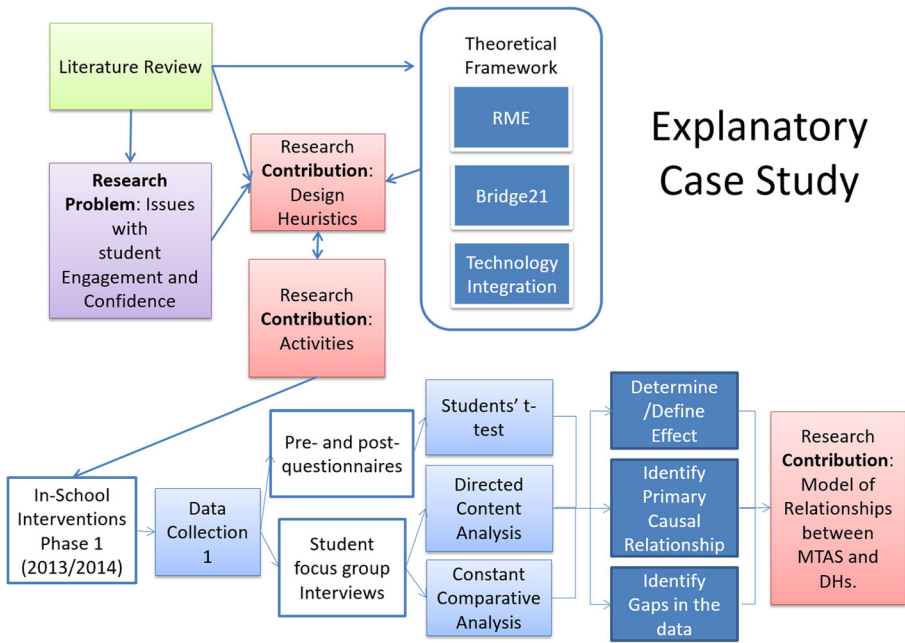 Literature Review
Theoretical
Framework
RME
Bridge21
Technology
Integration
Explanatory
Case Study
Research
Contribution:
Design
Heuristics
Research
Problem: Issues
with
student
Engagement and
Confidence
Research
Contribution:
Activities
In-School
Interventions
Phase 1
(2013/2014)
Data
Collection
1
Pre- and post-
questionnaires
Student
focus group
Interviews
Students’ t-
test
Directed
Content
Analysis
Constant
Comparative
Analysis
Determine
/Define
Effect
Identify
Primary
Causal
Relationship
Identify
Gaps in the
data
Research
Contribution:
Model of
Relationships
between
MTAS and
DHs.